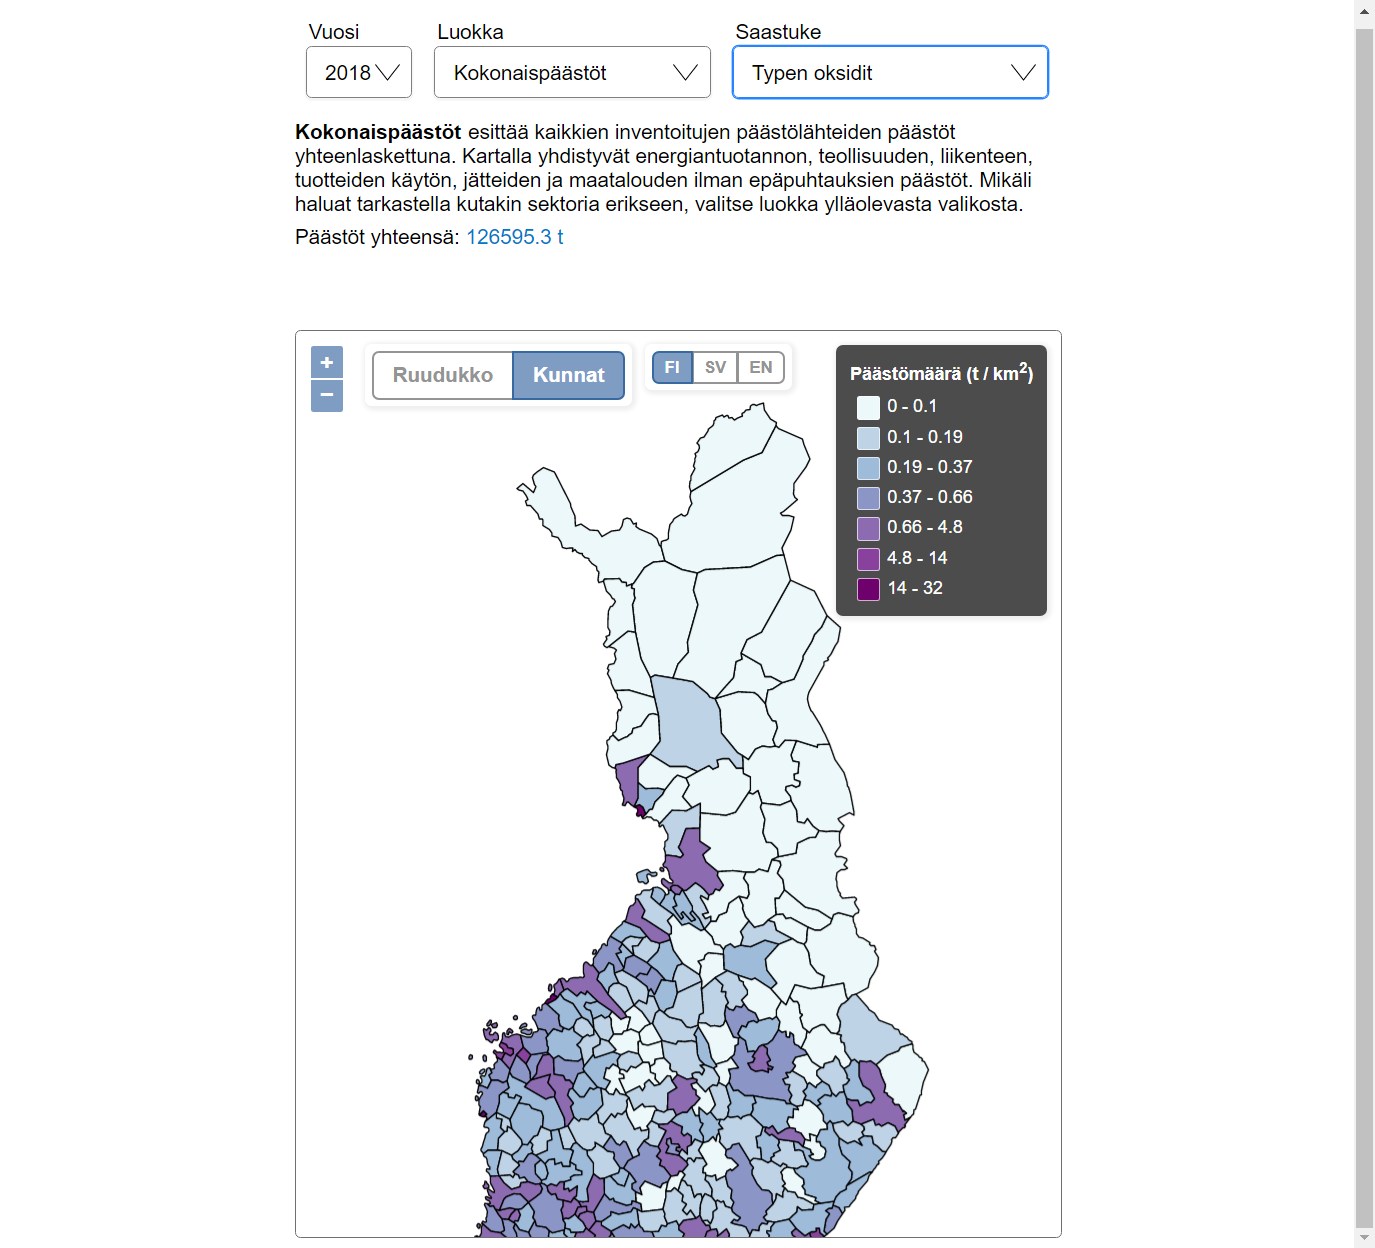 Vuosi
Luokka
Saastuke
2018
Kokonaispäästöt
Typen oksidit
Kokonaispäästöt esittää kaikkien inventoitujen päästölähteiden päästöt
yhteenlaskettuna. Kartalla yhdistyvät energiantuotannon, teollisuuden, liikenteen,
tuotteiden käytön, jätteiden ja maatalouden ilman epäpuhtauksien päästöt. Mikäli
haluat tarkastella kutakin sektoria erikseen, valitse luokka ylläolevasta valikosta.
Päästöt yhteensä: 126595.3 t
+
−
Ruudukko
Kunnat
FI
SV
EN
Päästömäärä (t / km²)
0 - 0.1
0.1 - 0.19
0.19 - 0.37
0.37 - 0.66
0.66 - 4.8
4.8 - 14
14 - 32